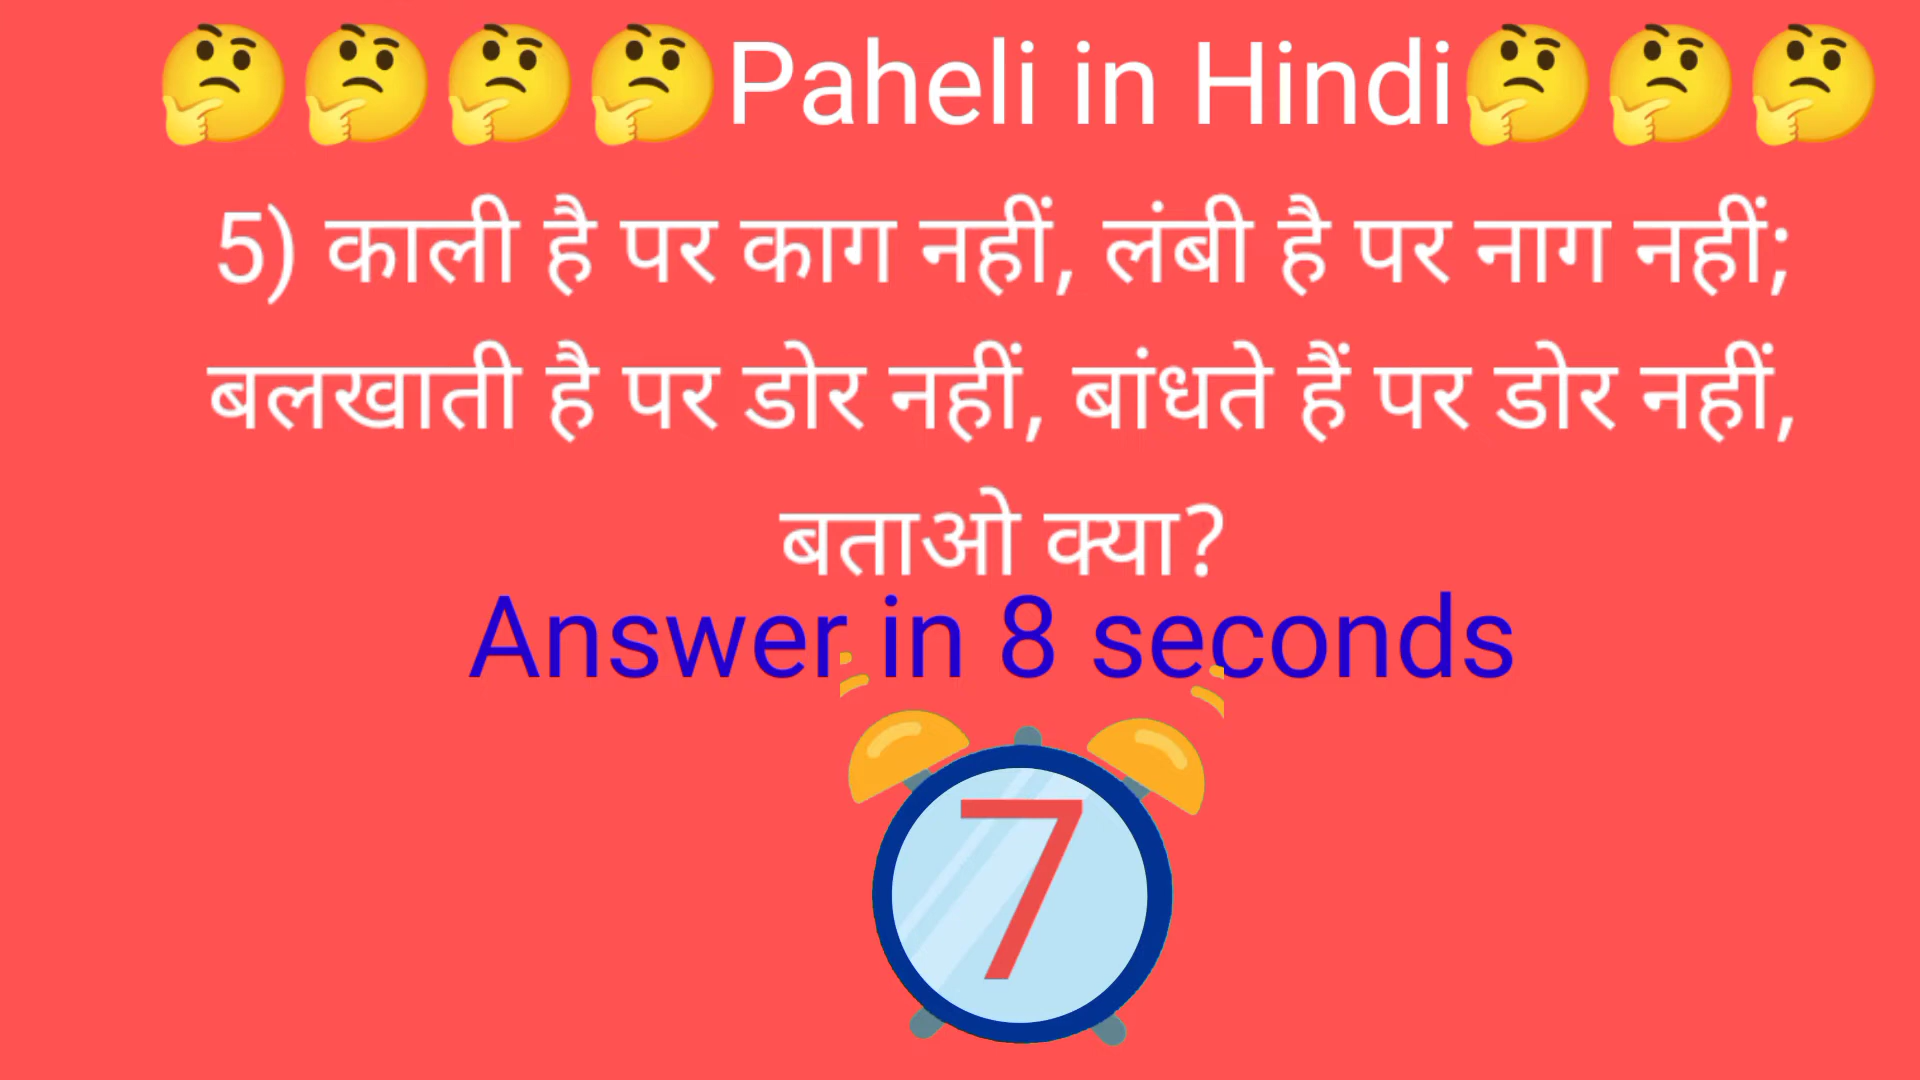 🤔🤔🤔🤔Paheli in Hindi🤔🤔🤔
5) काली है पर काग नहीं, लंबी है पर नाग नहीं;
बलखाती है पर डोर नहीं, बांधते हैं पर डोर नहीं,
बताओ क्या?
Answer in 8 seconds
7